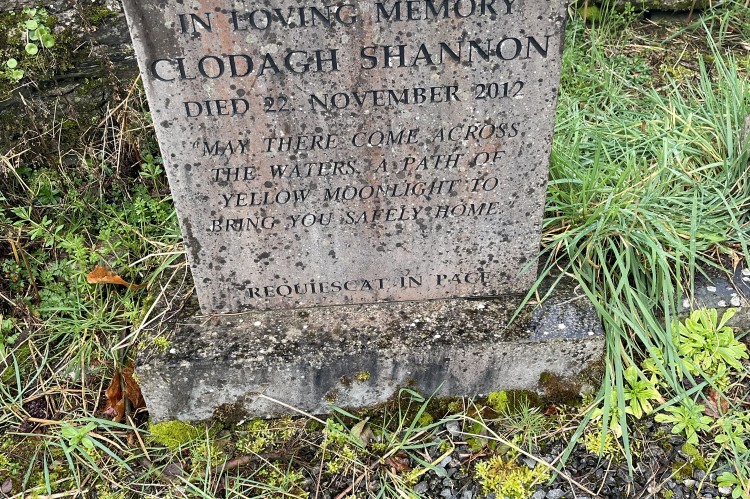 IN LOVING MEMORY
CLODAGH SHANNON
DIED 22 NOVEMBER 2012
"MAY THERE COME ACROSS
THE WATERS, A PATH OF
YELLOW MOONLIGHT TO
BRING YOU SAFELY HOME."
REQUIESCAT IN PACE